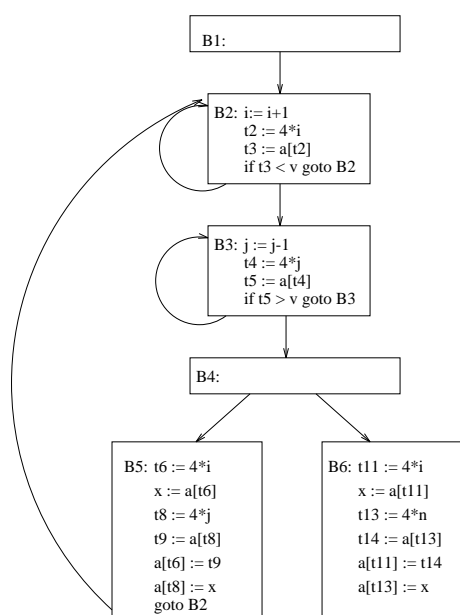 B1:
B2: i:= i+1
t2 := 4*i
t3 := a[t2]
if t3 < v goto B2
B3: j := j-1
t4 := 4*j
t5 := a[t4]
if t5 > v goto B3
B4:
B5: t6 := 4*i
x := a[t6]
t8 := 4*j
t9 := a[t8]
a[t6] := t9
a[t8] := x
goto B2
B6: t11 := 4*i
x := a[t11]
t13 := 4*n
t14 := a[t13]
a[t11] := t14
a[t13] := x